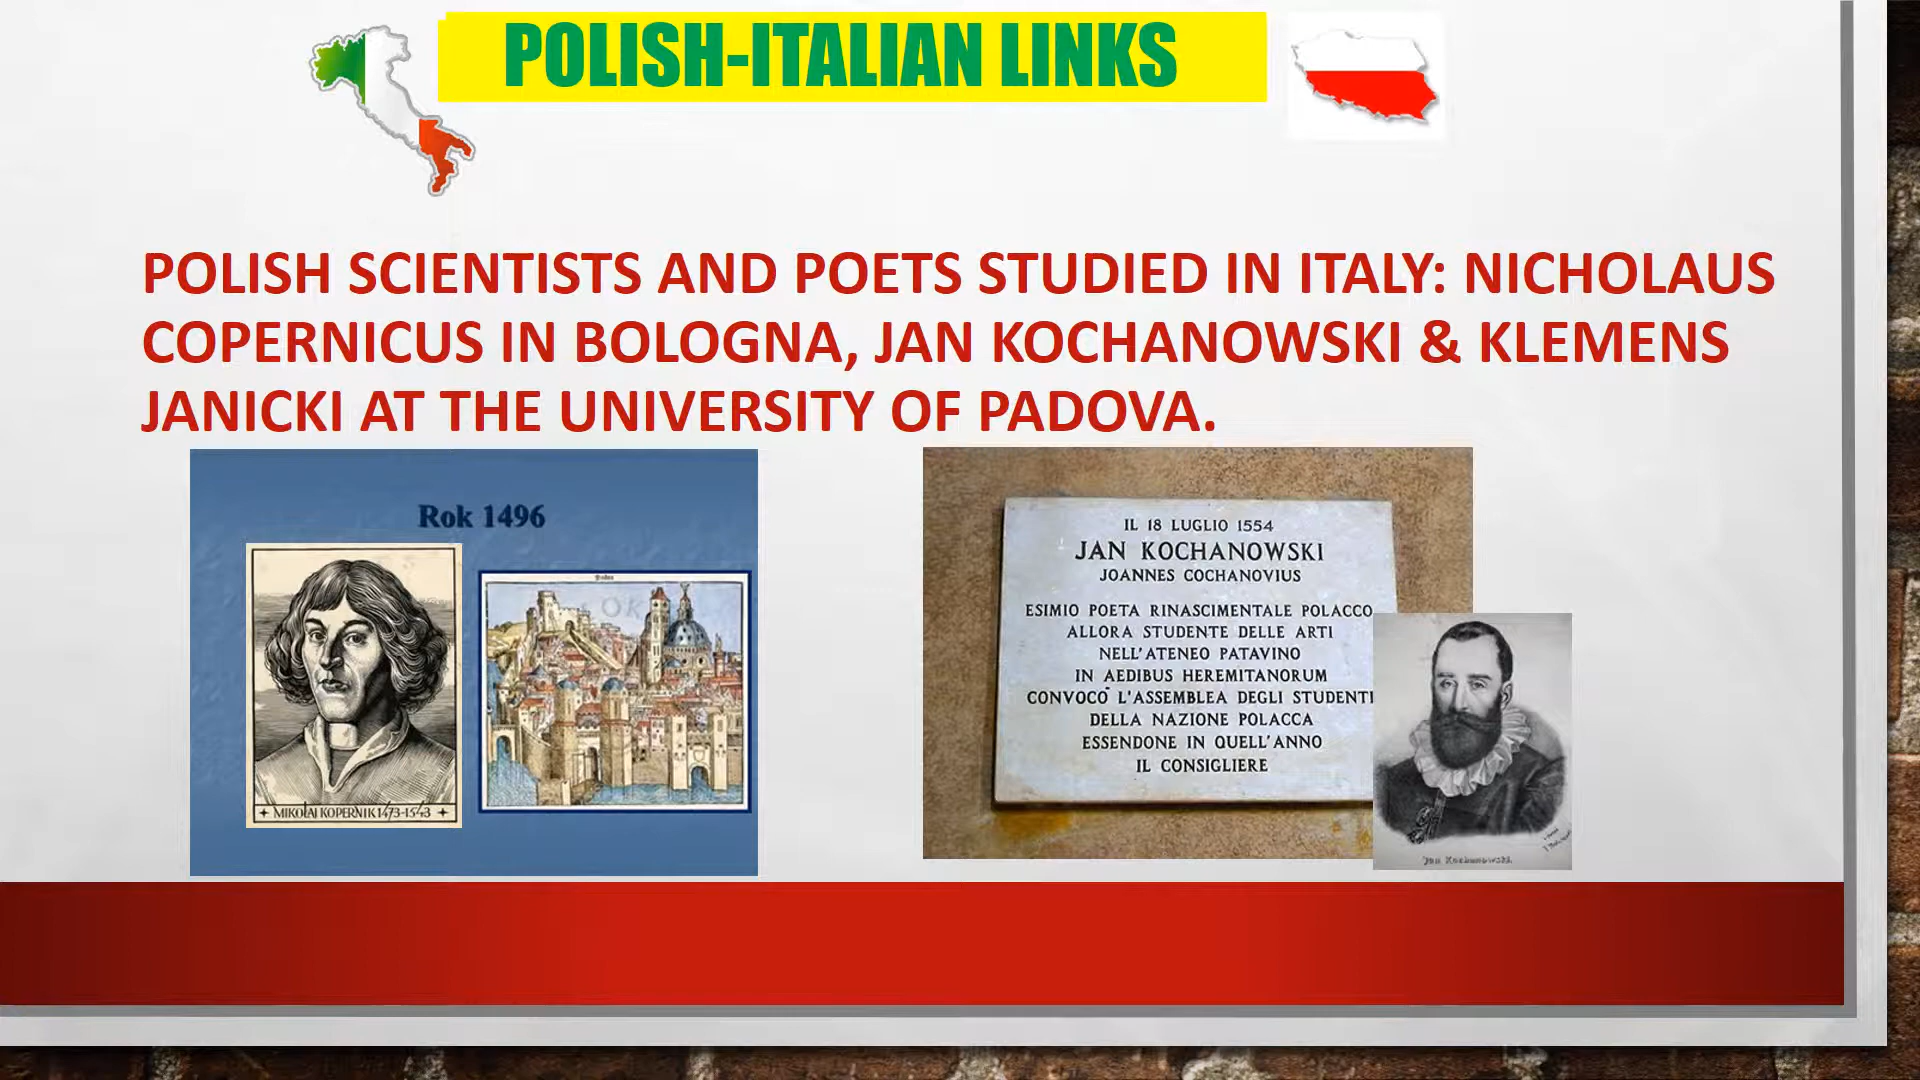 POLISH-ITALIAN LINKS
POLISH SCIENTISTS AND POETS STUDIED IN ITALY: NICHOLAUS
COPERNICUS IN BOLOGNA, JAN KOCHANOWSKI & KLEMENS
JANICKI AT THE UNIVERSITY OF PADOVA.
Rok 1496
MIKOŁAJ KOPERNIK 1473-1543
IL 18 LUGLIO 1554
JAN KOCHANOWSKI
JOANNES COCHANOVIUS
ESIMIO POETA RINASCIMENTALE POLACCO
ALLORA STUDENTE DELLE ARTI
NELL'ATENEO PATAVINO
IN AEDIBUS HEREMITANORUM
CONVOCÒ L'ASSEMBLEA DEGLI STUDENTI
DELLA NAZIONE POLACCA
ESSENDONE IN QUELL'ANNO
IL CONSIGLIERE
Jan Kochanowski.